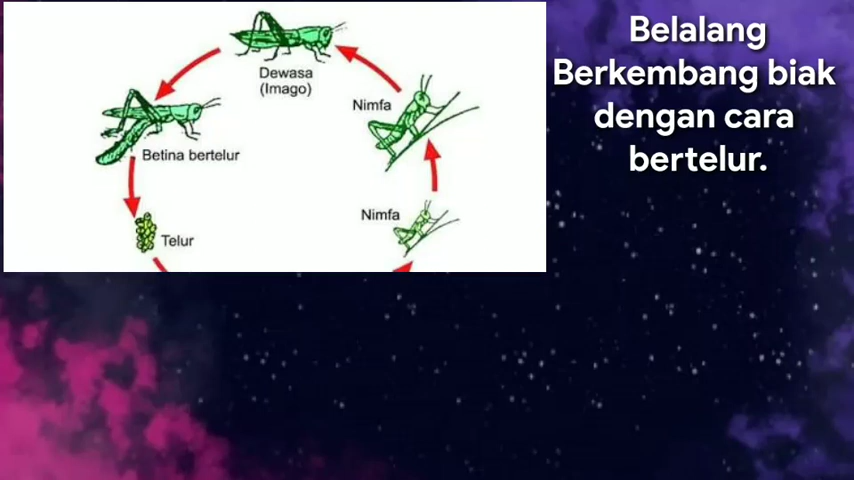 Belalang
Berkembang biak
dengan cara
bertelur.
Dewasa
(Imago)
Nimfa
Betina bertelur
Nimfa
Telur